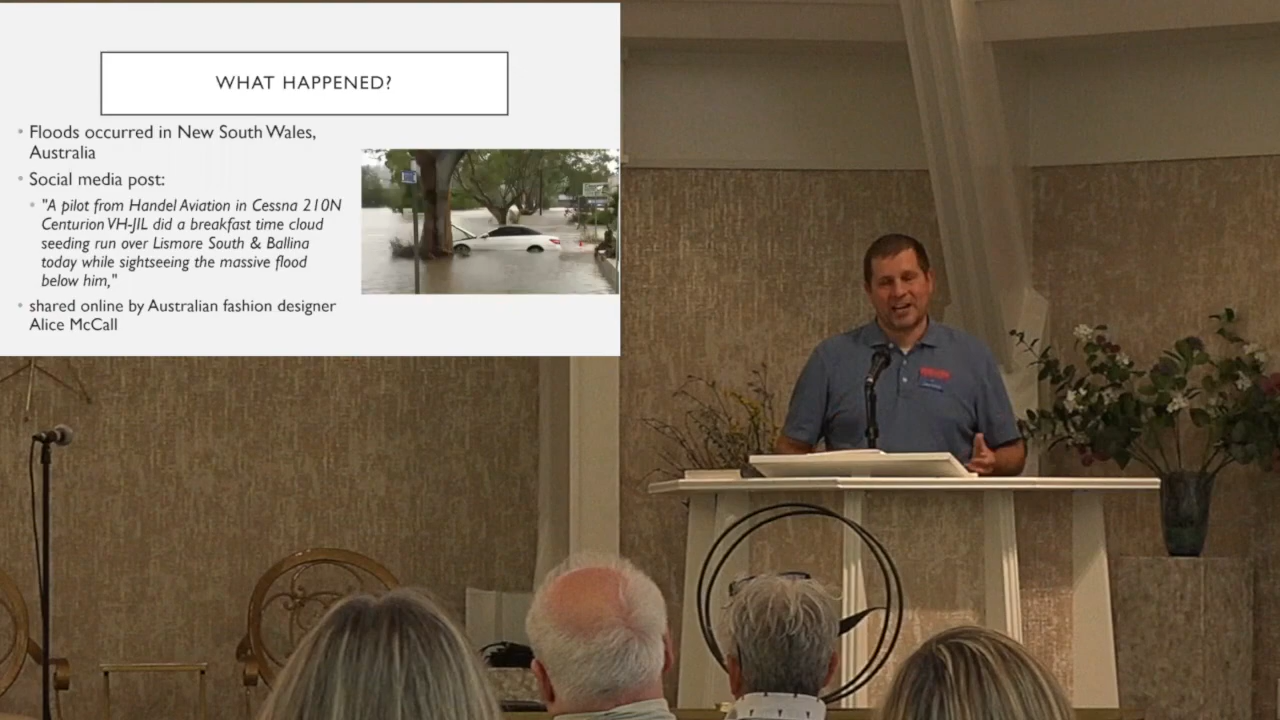 WHAT HAPPENED?
• Floods occurred in New South Wales,
Australia
• Social media post:
• "A pilot from Handel Aviation in Cessna 210N
Centurion VH-JIL did a breakfast time cloud
seeding run over Lismore South & Ballina
today while sightseeing the massive flood
below him,"
• shared online by Australian fashion designer
Alice McCall